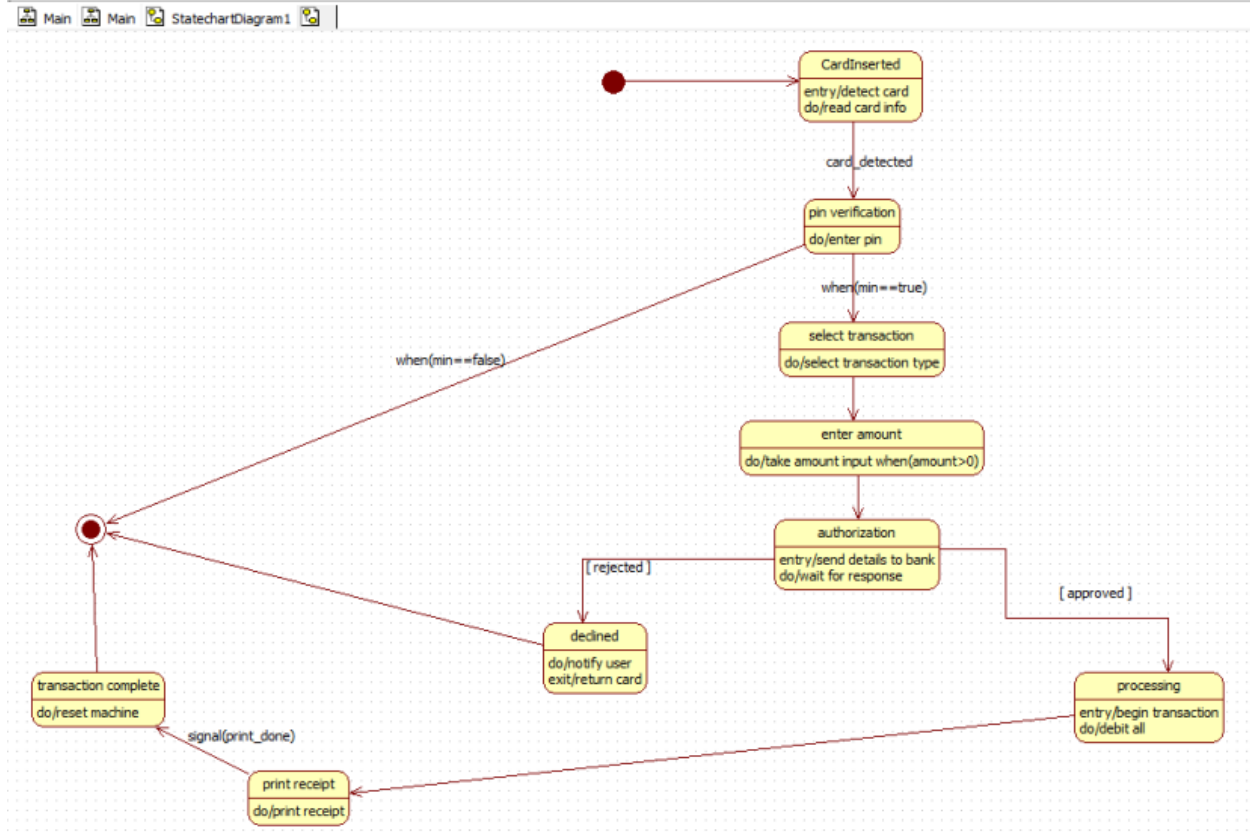 Main Main StatechartDiagram1
CardInserted
entry/detect card
do/read card info
card_detected
pin verification
do/enter pin
when(min==true)
select transaction
do/select transaction type
when(min==false)
enter amount
do/take amount input when(amount>0)
authorization
entry/send details to bank
do/wait for response
[ rejected ]
[ approved ]
declined
do/notify user
exit/return card
transaction complete
do/reset machine
processing
entry/begin transaction
do/debit all
signal(print_done)
print receipt
do/print receipt